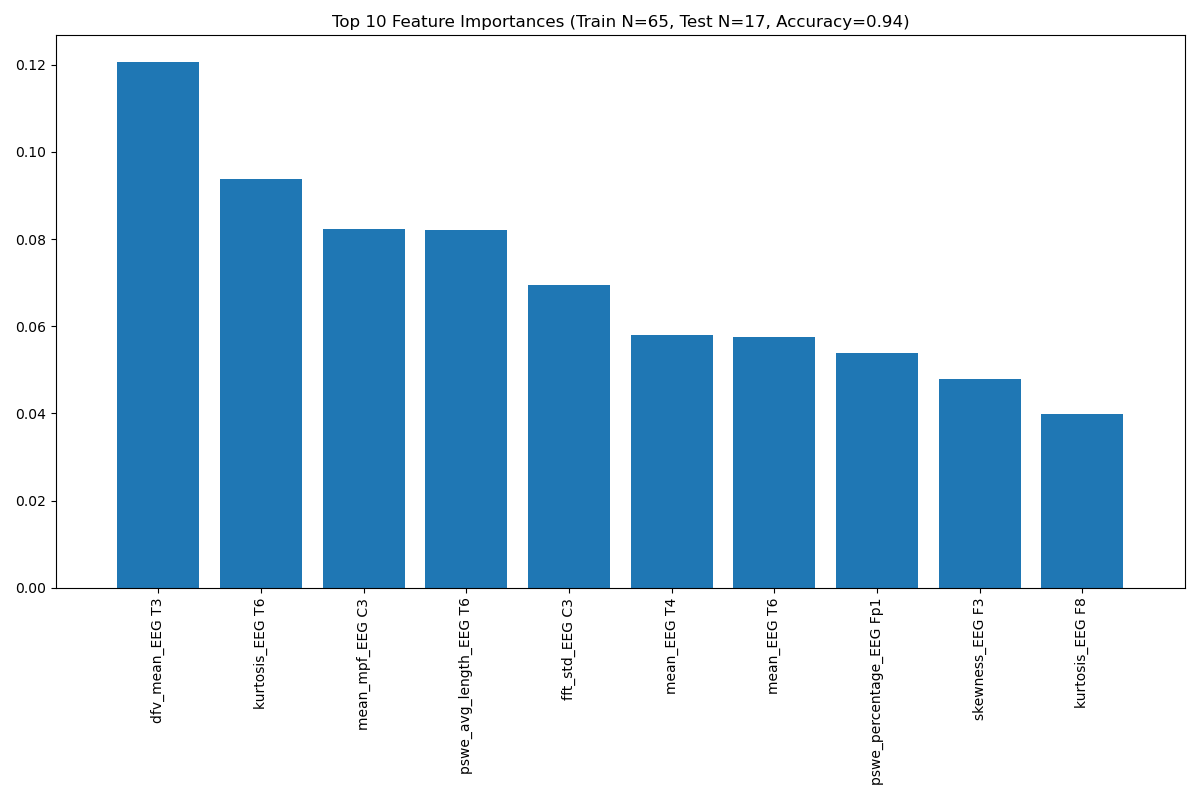 Top 10 Feature Importances (Train N=65, Test N=17, Accuracy=0.94)
0.12
0.10
0.08
0.06
0.04
0.02
0.00
dfv_mean_EEG T3
kurtosis_EEG T6
mean_mpf_EEG C3
pswe_avg_length_EEG T6
fft_std_EEG C3
mean_EEG T4
mean_EEG T6
pswe_percentage_EEG Fp1
skewness_EEG F3
kurtosis_EEG F8